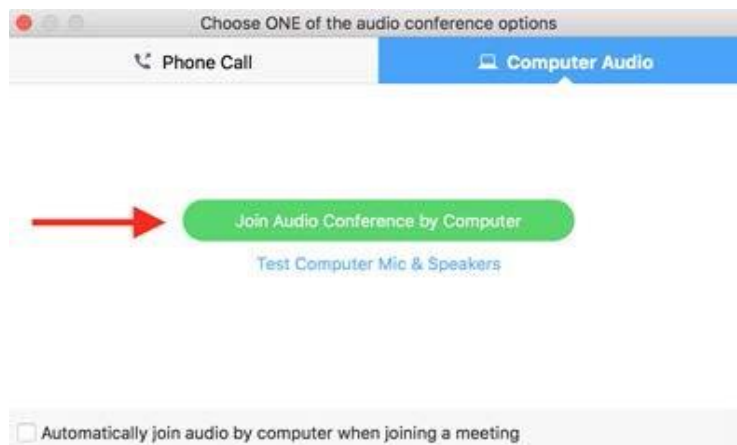 Choose ONE of the audio conference options
Phone Call
Computer Audio
Join Audio Conference by Computer
Test Computer Mic & Speakers
Automatically join audio by computer when joining a meeting